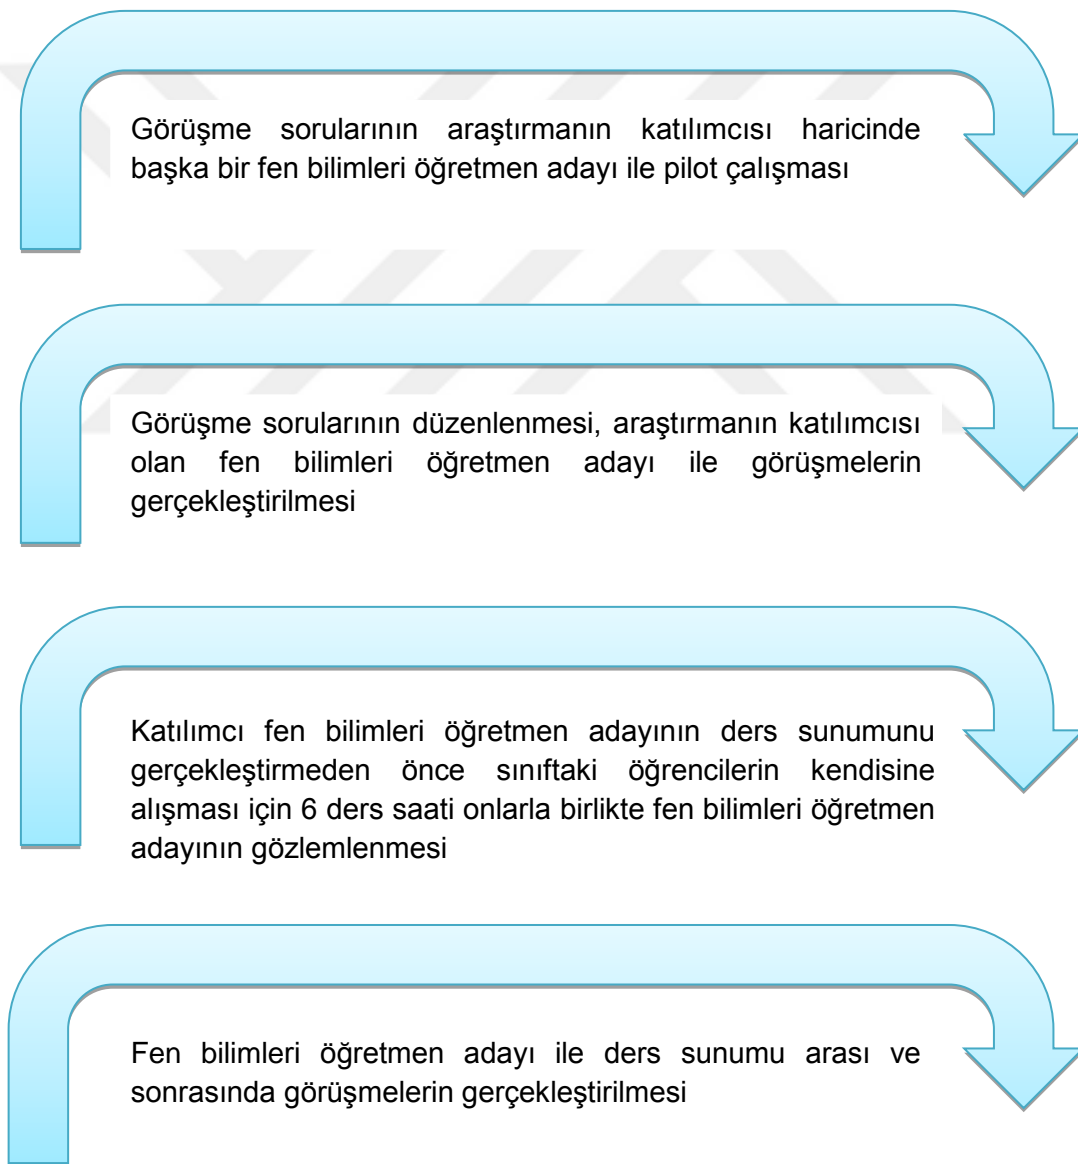 Görüşme sorularının araştırmanın katılımcısı haricinde
başka bir fen bilimleri öğretmen adayı ile pilot çalışması
Görüşme sorularının düzenlenmesi, araştırmanın katılımcısı
olan fen bilimleri öğretmen adayı ile görüşmelerin
gerçekleştirilmesi
Katılımcı fen bilimleri öğretmen adayının ders sunumunu
gerçekleştirmeden önce sınıftaki öğrencilerin kendisine
alışması için 6 ders saati onlarla birlikte fen bilimleri öğretmen
adayının gözlemlenmesi
Fen bilimleri öğretmen adayı ile ders sunumu arası ve
sonrasında görüşmelerin gerçekleştirilmesi